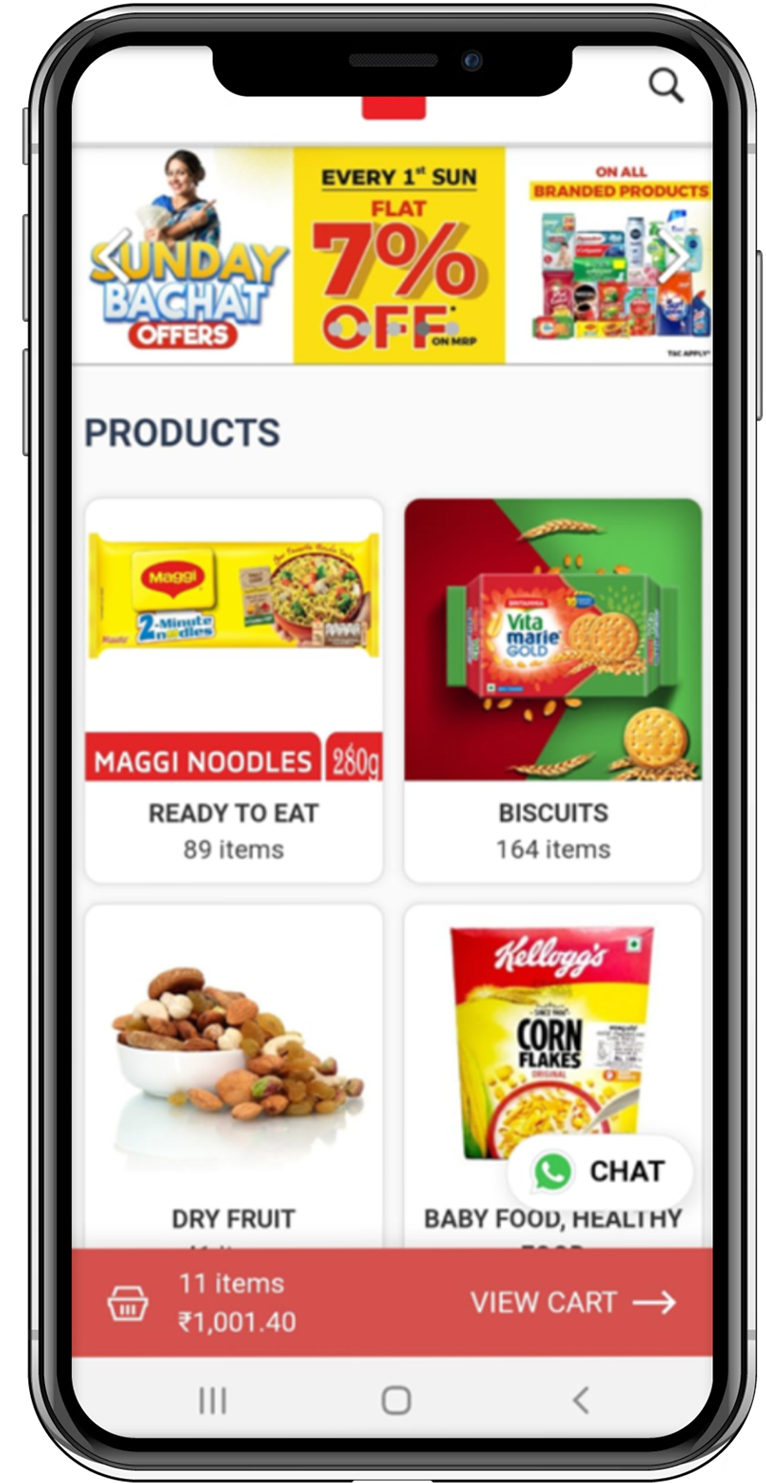 EVERY 1st SUN
FLAT
7%
OFF*
ON MRP
SUNDAY
BACHAT
OFFERS
ON ALL
BRANDED PRODUCTS
T&C APPLY*
PRODUCTS
Maggi
2-Minute
noodles
MAGGI NOODLES 280g
READY TO EAT
89 items
BRITANNIA
Vita
marie
GOLD
BISCUITS
164 items
DRY FRUIT
Kellogg's
CORN
FLAKES
ORIGINAL
CHAT
BABY FOOD, HEALTHY
FOOD
11 items
₹1,001.40
VIEW CART